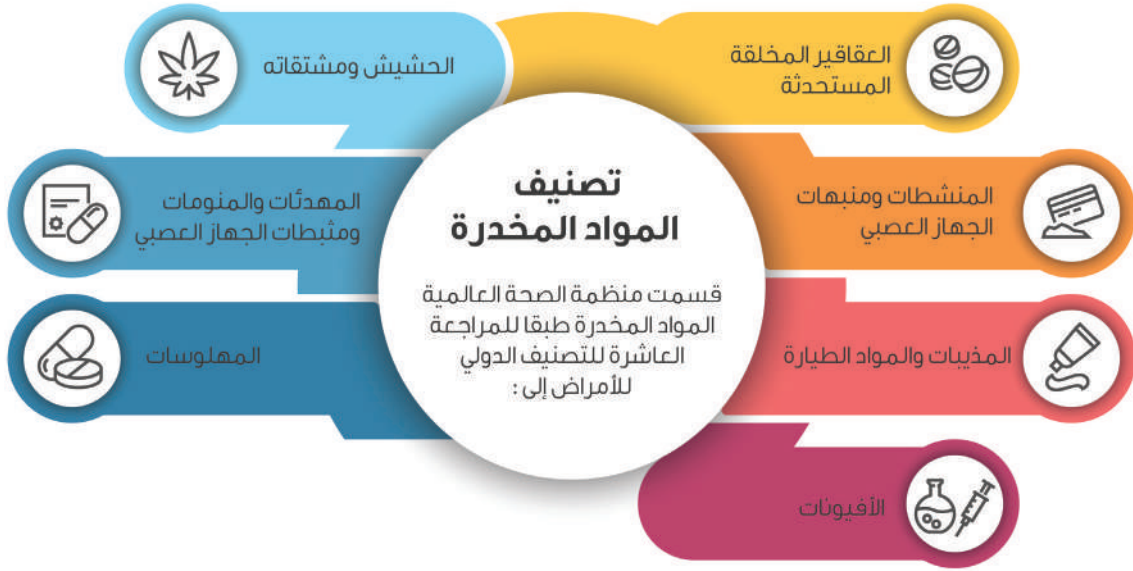 تصنيف
المواد المخدرة
قسمت منظمة الصحة العالمية
المواد المخدرة طبقا للمراجعة
العاشرة للتصنيف الدولي
للأمراض إلى :
العقاقير المخلقة
المستحدثة
المنشطات ومنبهات
الجهاز العصبي
المذيبات والمواد الطيارة
الأفيونات
الحشيش ومشتقاته
المهدئات والمنومات
ومثبطات الجهاز العصبي
المهلوسات